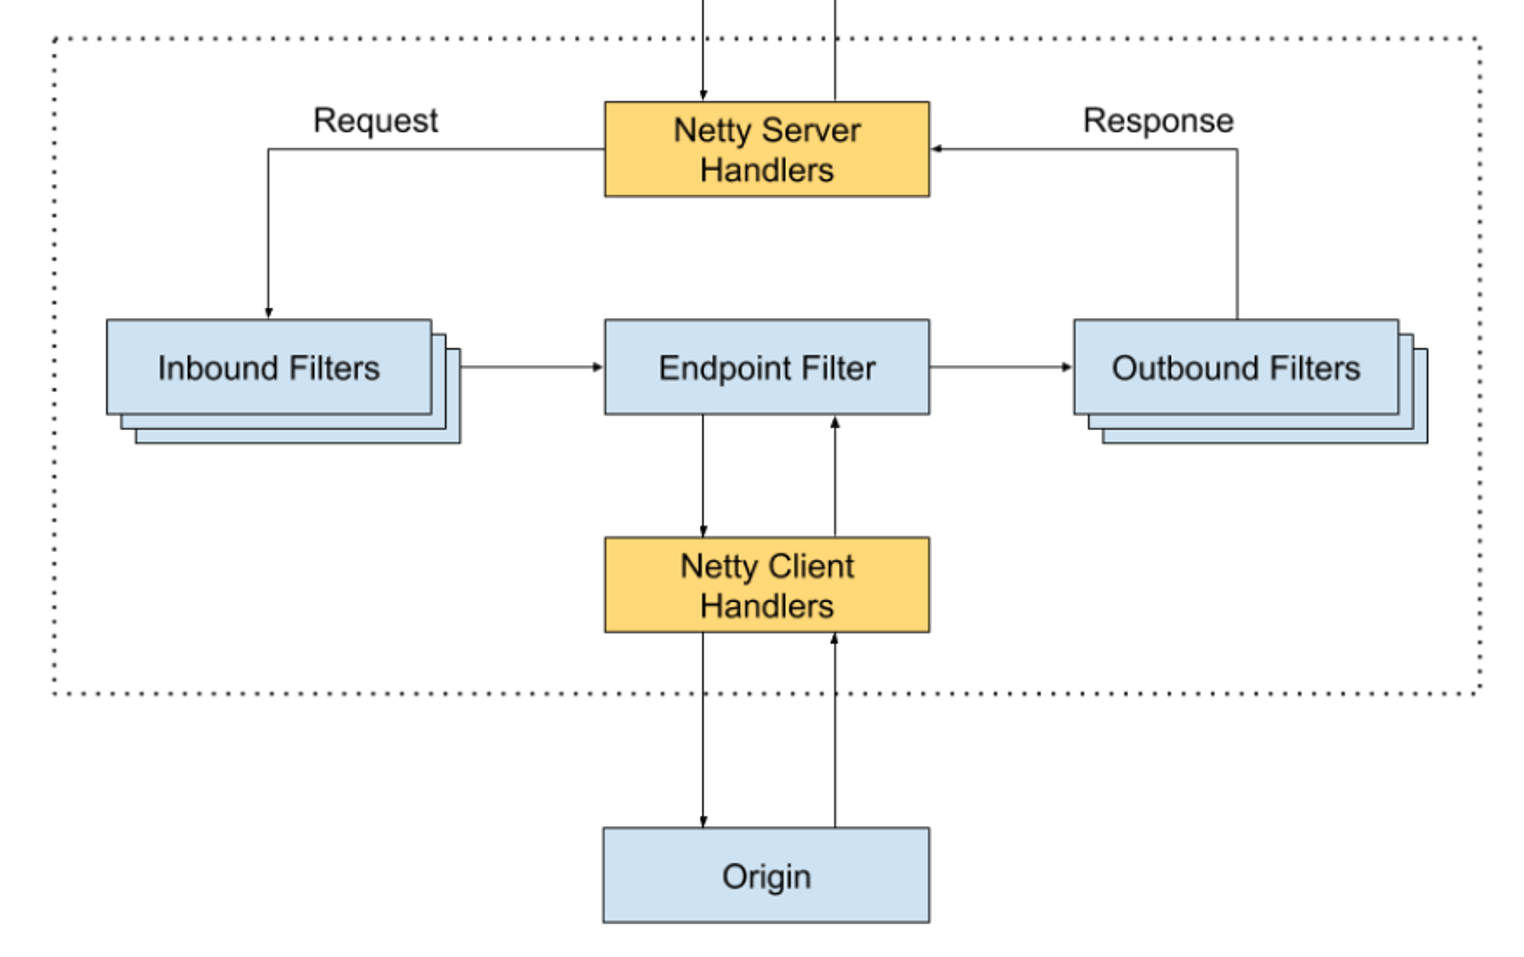 Request
Netty Server
Handlers
Response
Inbound Filters
Endpoint Filter
Outbound Filters
Netty Client
Handlers
Origin